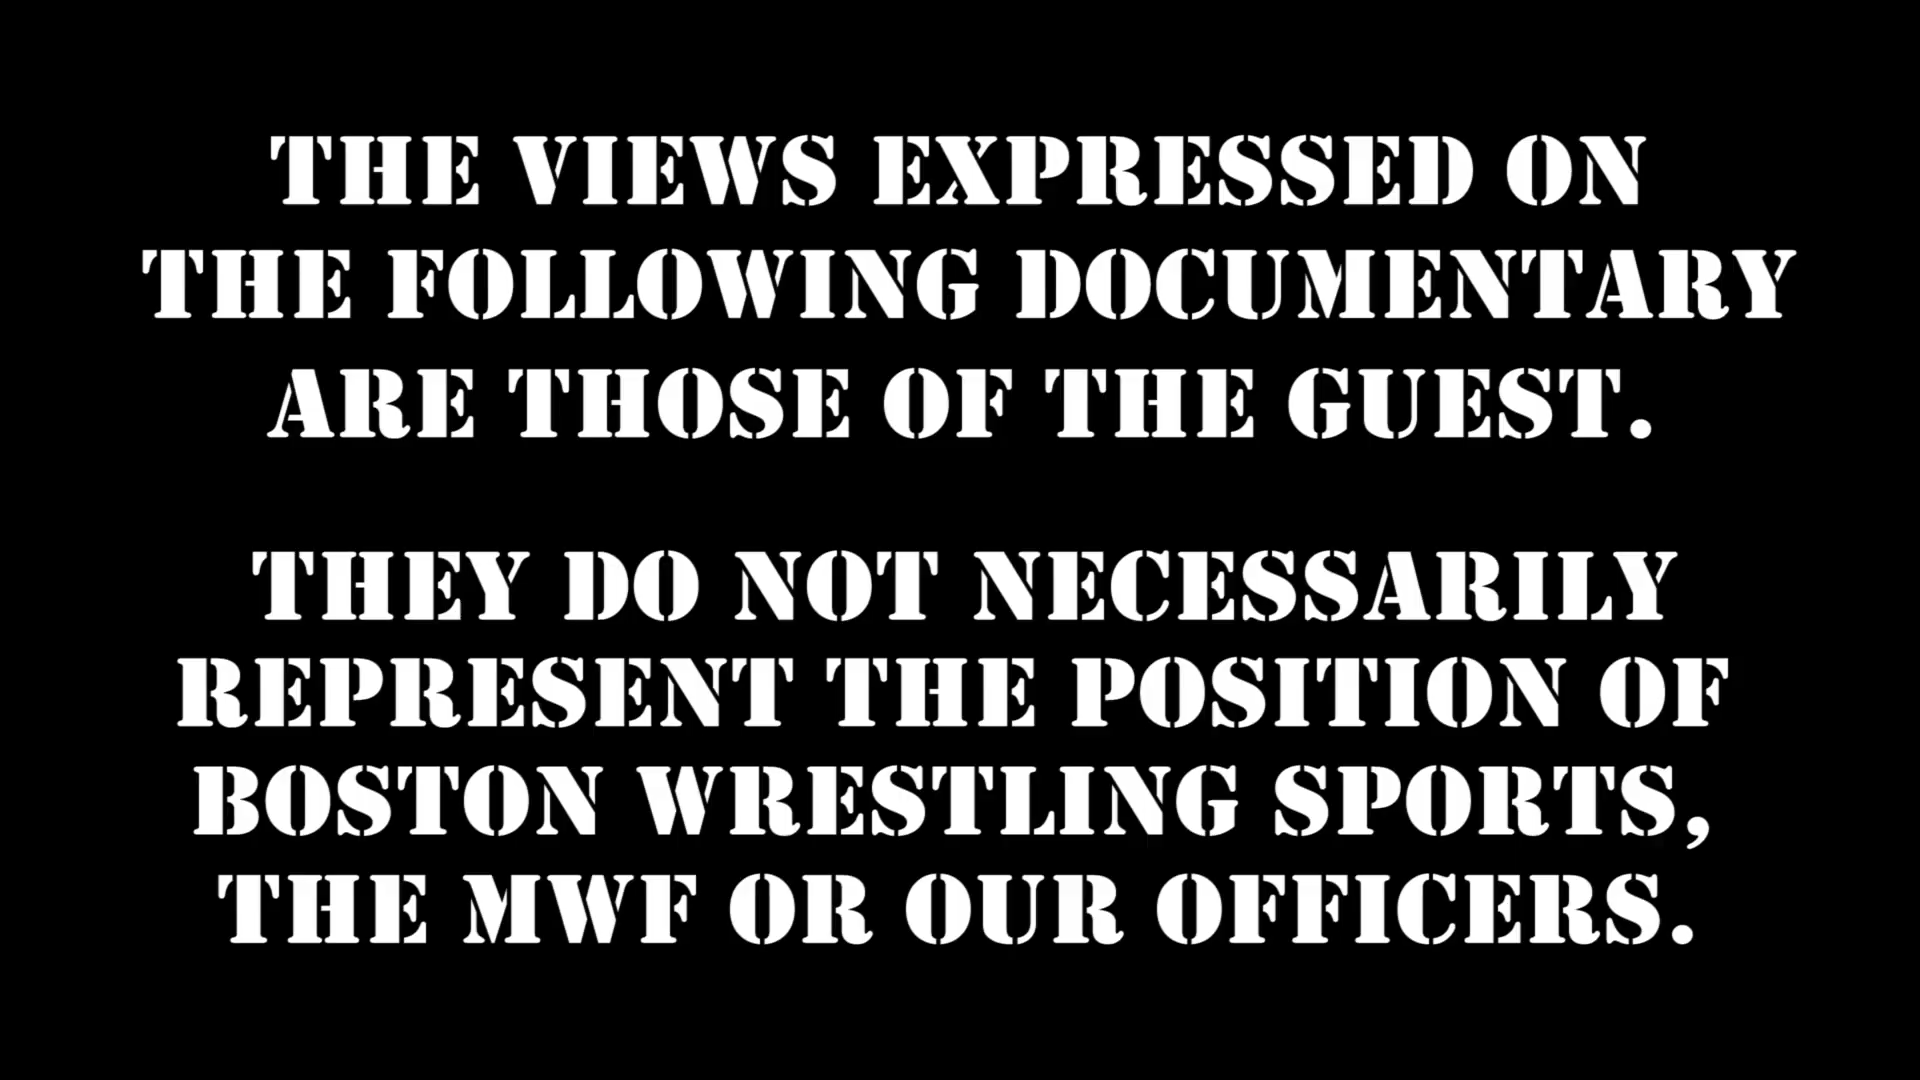 THE VIEWS EXPRESSED ON
THE FOLLOWING DOCUMENTARY
ARE THOSE OF THE GUEST.
THEY DO NOT NECESSARILY
REPRESENT THE POSITION OF
BOSTON WRESTLING SPORTS,
THE MWF OR OUR OFFICERS.